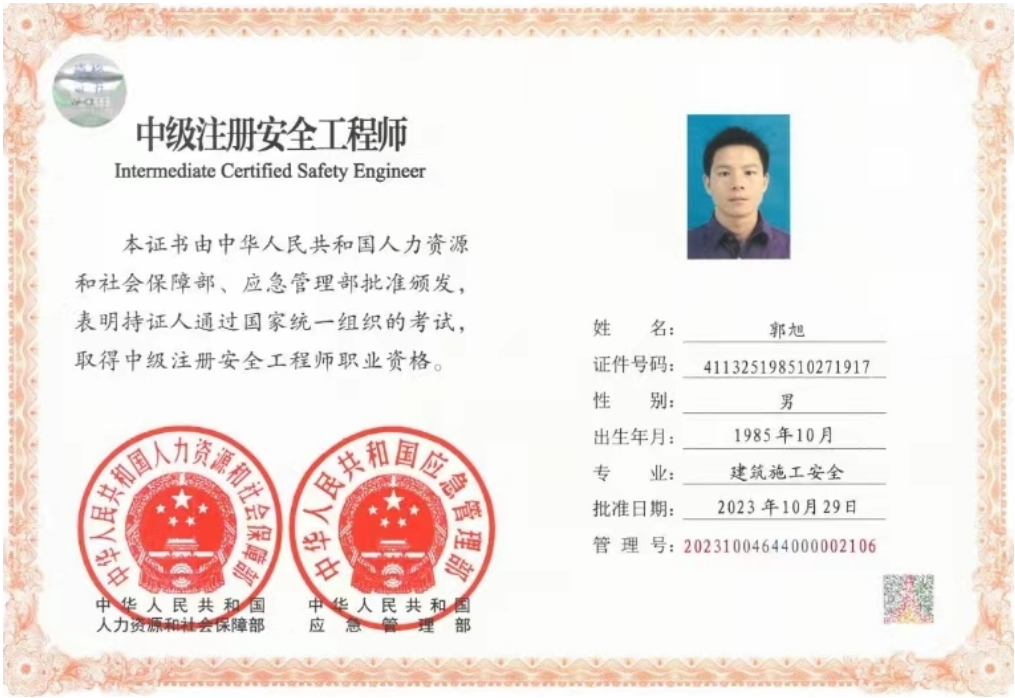 中级注册安全工程师
Intermediate Certified Safety Engineer
本证书由中华人民共和国人力资源
和社会保障部、应急管理部批准颁发，
表明持证人通过国家统一组织的考试，
取得中级注册安全工程师职业资格。
姓 名： 郭旭
证件号码： 411325198510271917
性 别： 男
出生年月： 1985年10月
专 业： 建筑施工安全
批准日期： 2023年10月29日
管 理 号： 20231004644000002106
中华人民共和国人力资源和社会保障部
中华人民共和国应急管理部
中华人民共和国
人力资源和社会保障部
中华人民共和国
应急管理部